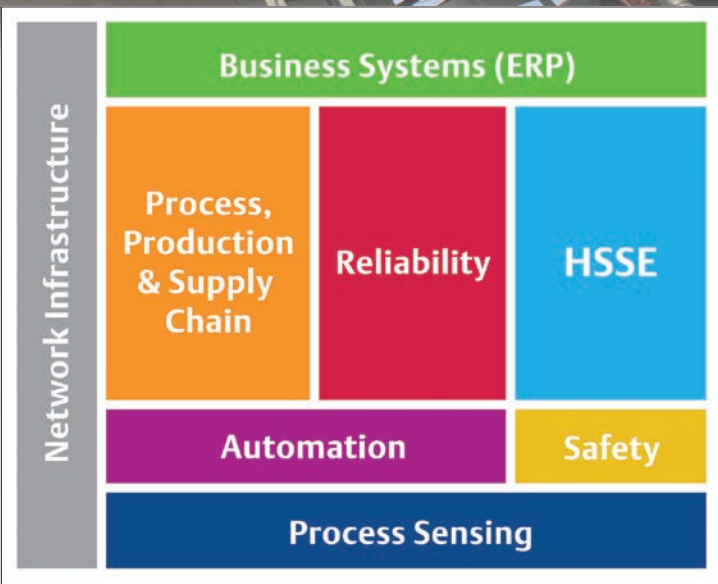 Network Infrastructure
Business Systems (ERP)
Process,
Production
& Supply
Chain
Reliability
HSSE
Automation
Safety
Process Sensing